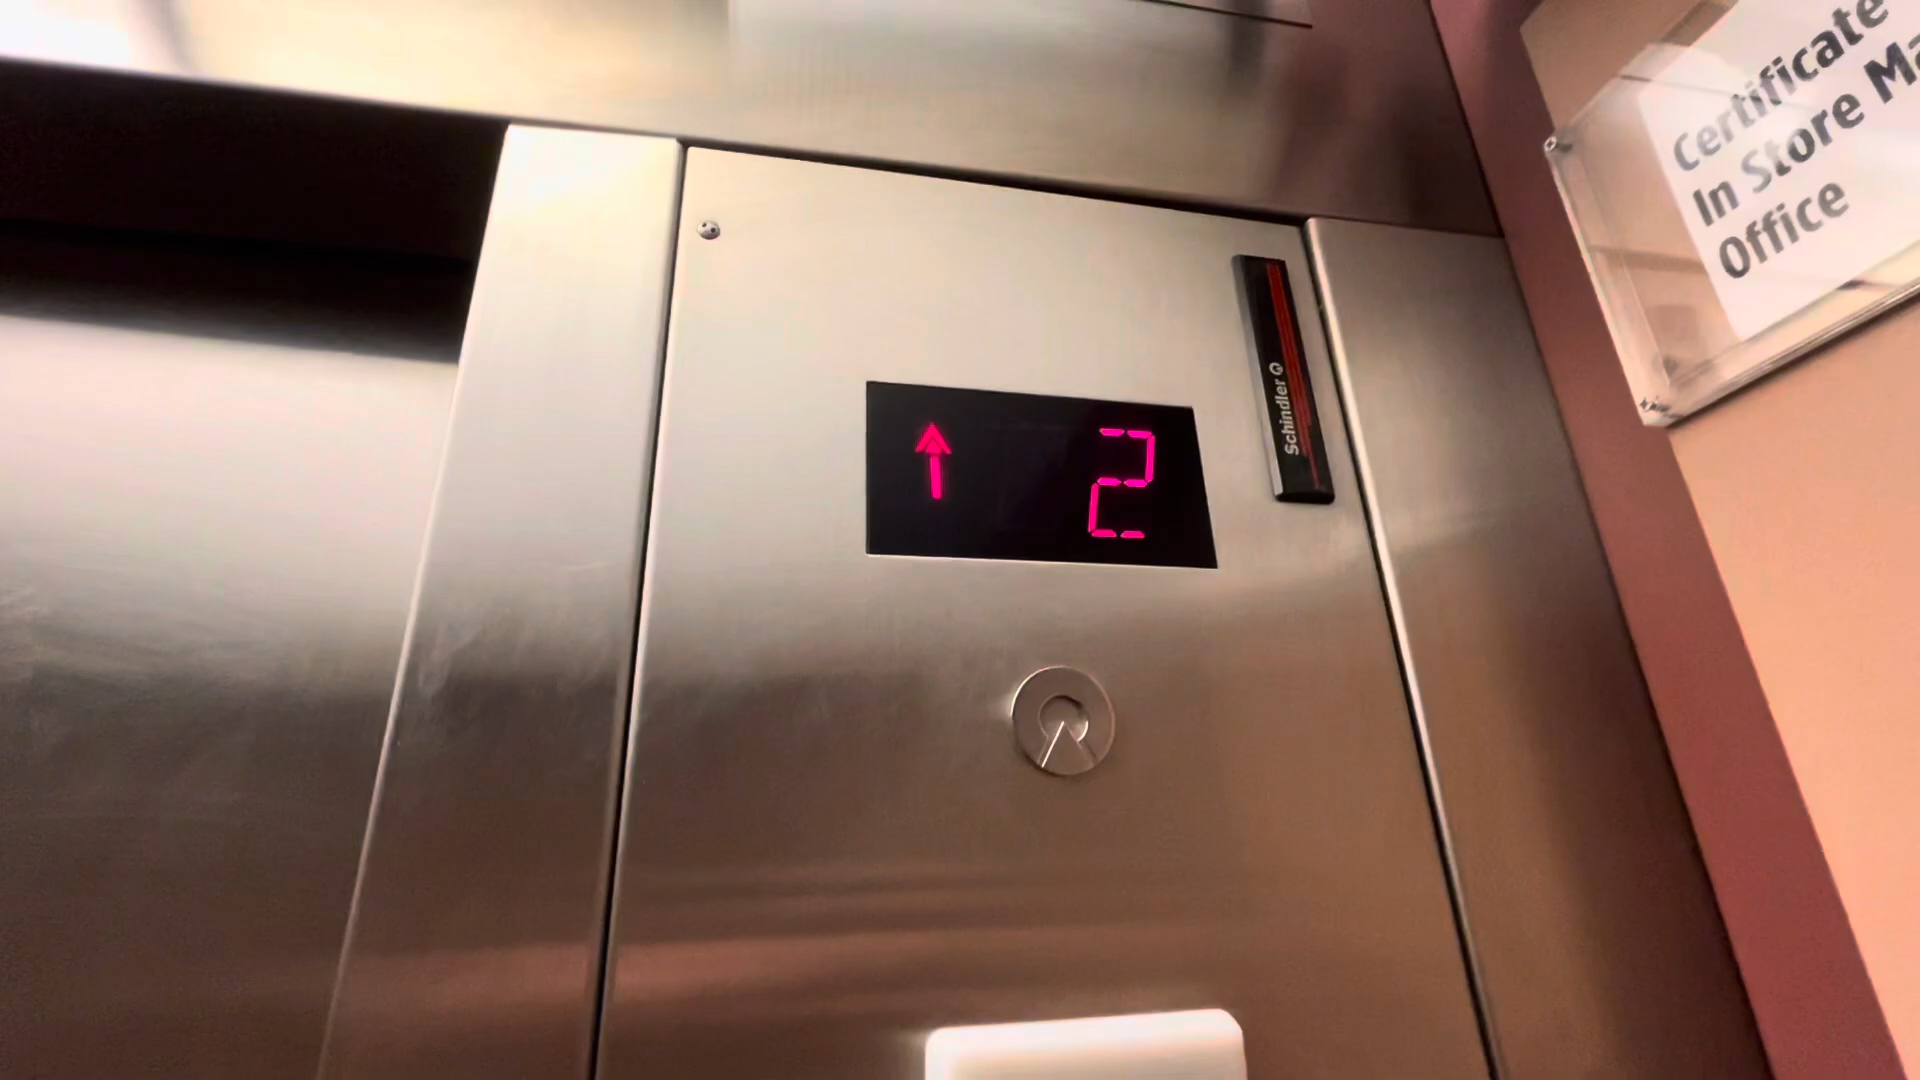 2
Schindler
Certificate
In Store Ma
Office